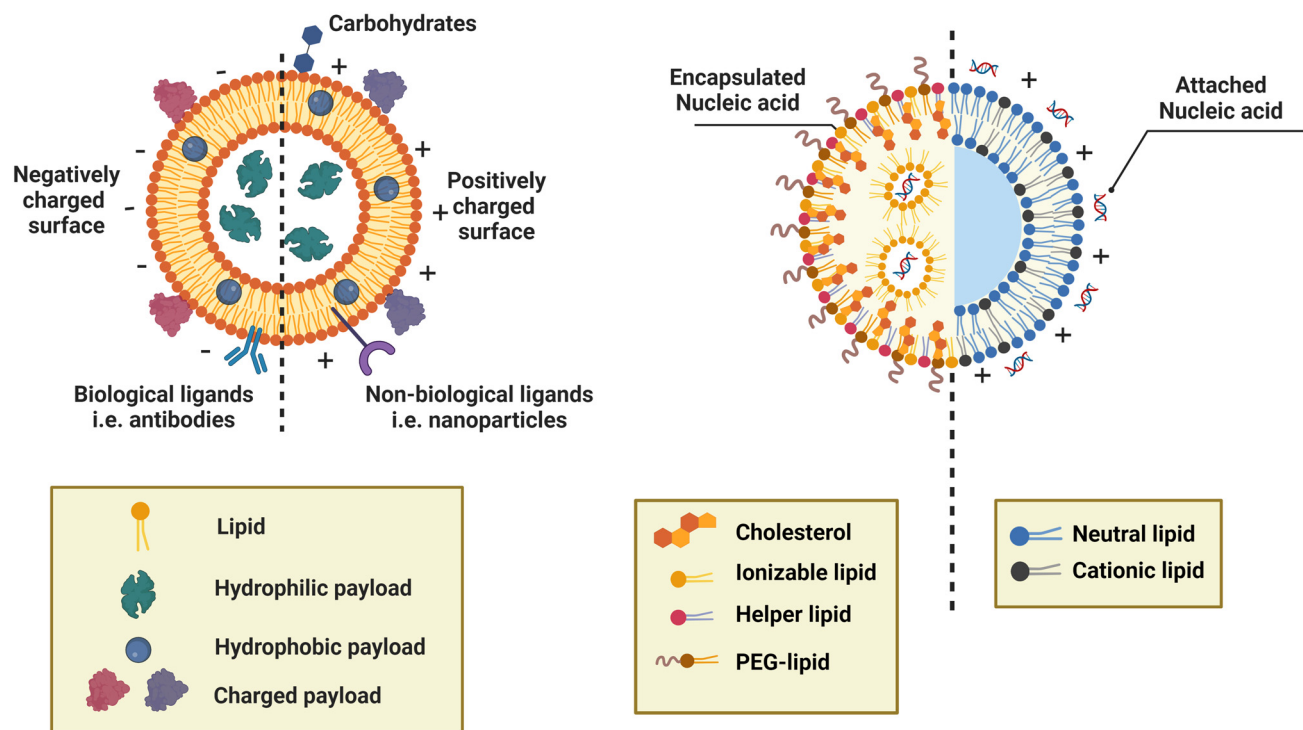 Carbohydrates
Negatively
charged
surface
Positively
charged
surface
Biological ligands
i.e. antibodies
Non-biological ligands
i.e. nanoparticles
Lipid
Hydrophilic payload
Hydrophobic payload
Charged payload
Encapsulated
Nucleic acid
Attached
Nucleic acid
Cholesterol
Ionizable lipid
Helper lipid
PEG-lipid
Neutral lipid
Cationic lipid